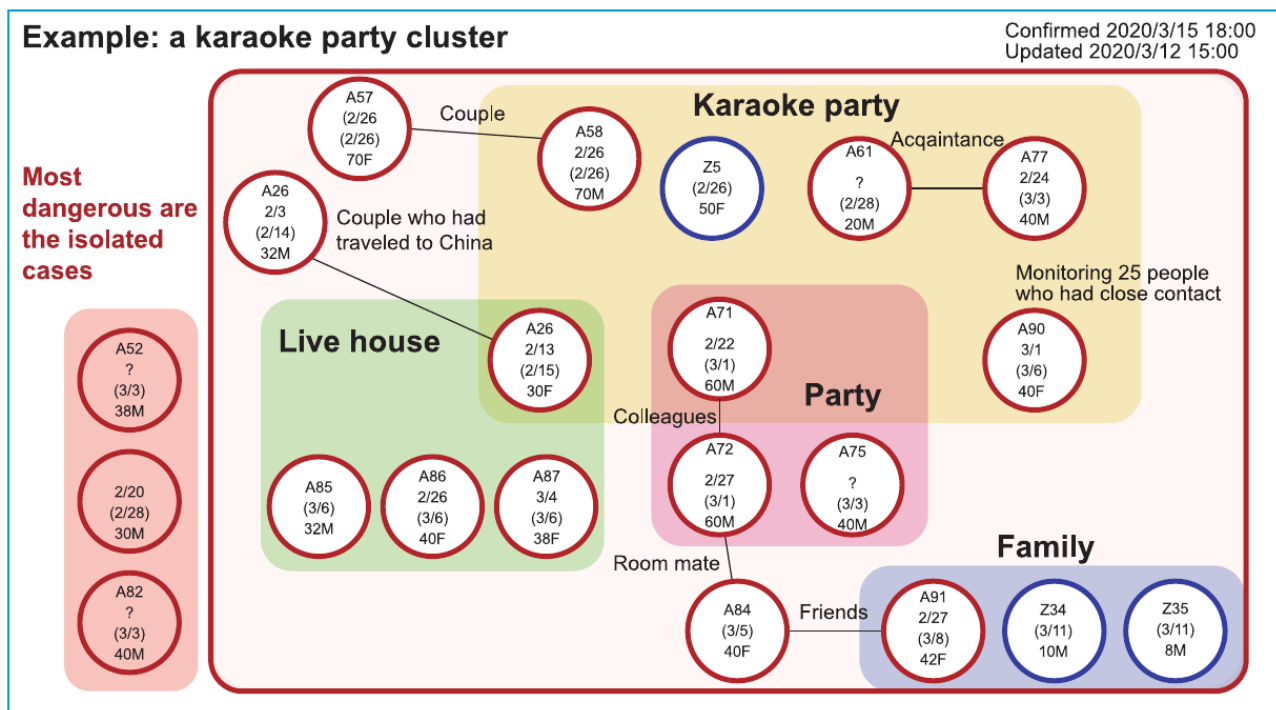 Example: a karaoke party cluster
Confirmed 2020/3/15 18:00
Updated 2020/3/12 15:00
Most
dangerous are
the isolated
cases
A52
?
(3/3)
38M
2/20
(2/28)
30M
A82
?
(3/3)
40M
A57
(2/26
(2/26)
70F
Couple
A58
2/26
(2/26)
70M
Karaoke party
Z5
(2/26)
50F
A61
?
(2/28)
20M
Acqaintance
A77
2/24
(3/3)
40M
A26
2/3
(2/14)
32M
Couple who had
traveled to China
Monitoring 25 people
who had close contact
A90
3/1
(3/6)
40F
Live house
A26
2/13
(2/15)
30F
A85
(3/6)
32M
A86
2/26
(3/6)
40F
A87
3/4
(3/6)
38F
A71
2/22
(3/1)
60M
Party
Colleagues
A72
2/27
(3/1)
60M
A75
?
(3/3)
40M
Room mate
A84
(3/5)
40F
Friends
Family
A91
2/27
(3/8)
42F
Z34
(3/11)
10M
Z35
(3/11)
8M